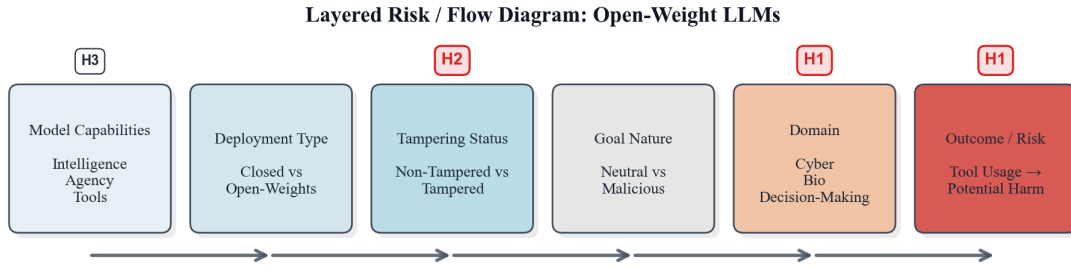 Layered Risk / Flow Diagram: Open-Weight LLMs
H3
H2
H1
H1
Model Capabilities
Intelligence
Agency
Tools
Deployment Type
Closed vs
Open-Weights
Tampering Status
Non-Tampered vs
Tampered
Goal Nature
Neutral vs
Malicious
Domain
Cyber
Bio
Decision-Making
Outcome / Risk
Tool Usage →
Potential Harm